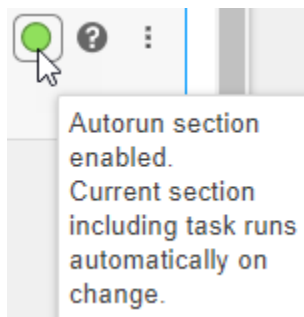 ?
Autorun section
enabled.
Current section
including task runs
automatically on
change.